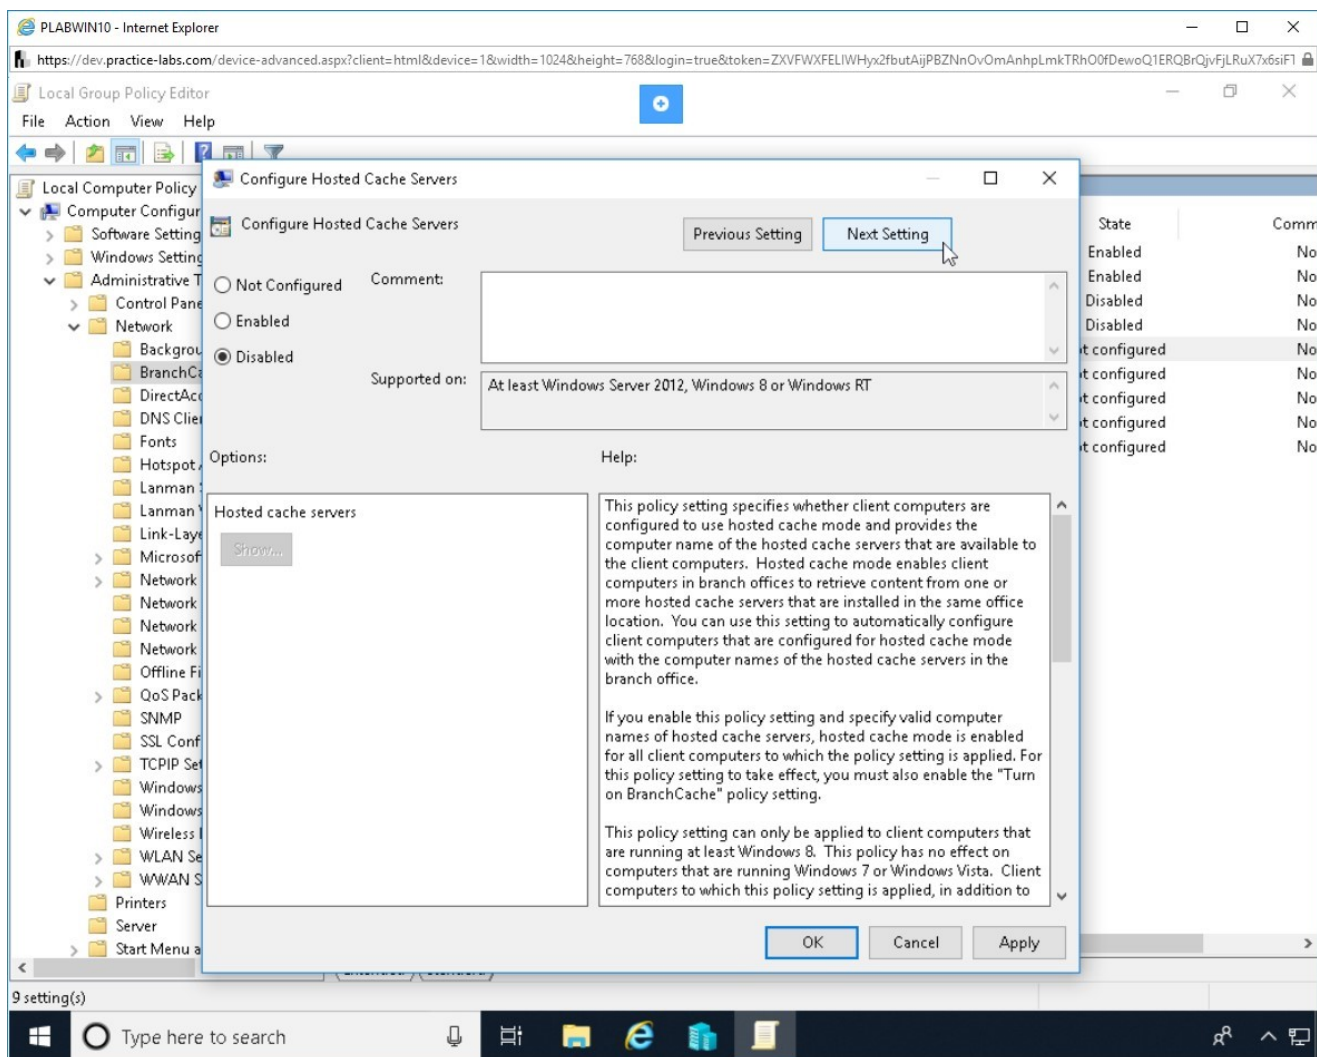 PLABWIN10 - Internet Explorer
https://dev.practice-labs.com/device-advanced.aspx?client=html&device=1&width=1024&height=768&login=true&token=ZXVFWXFELIWHyx2fbutAijPBZNnOvOmAnhpLmkTRhO0fDewoQ1ERQBrQjvFjLRuX7x6siF1
Local Group Policy Editor
File Action View Help
Local Computer Policy
Computer Configur
Software Setting
Windows Setting
Administrative T
Control Pane
Network
Backgrou
BranchCa
DirectAcc
DNS Clien
Fonts
Hotspot
Lanman
Lanman
Link-Laye
Microsof
Network
Network
Network
Network
Offline Fi
QoS Pack
SNMP
SSL Conf
TCPIP Set
Windows
Windows
Wireless
WLAN Se
WWAN S
Printers
Server
Start Menu a
Configure Hosted Cache Servers
Configure Hosted Cache Servers
Previous Setting Next Setting
Not Configured
Enabled
Disabled
Comment:
Supported on:
At least Windows Server 2012, Windows 8 or Windows RT
Options:
Help:
Hosted cache servers
Show...
This policy setting specifies whether client computers are
configured to use hosted cache mode and provides the
computer name of the hosted cache servers that are available to
the client computers. Hosted cache mode enables client
computers in branch offices to retrieve content from one or
more hosted cache servers that are installed in the same office
location. You can use this setting to automatically configure
client computers that are configured for hosted cache mode
with the computer names of the hosted cache servers in the
branch office.
If you enable this policy setting and specify valid computer
names of hosted cache servers, hosted cache mode is enabled
for all client computers to which the policy setting is applied. For
this policy setting to take effect, you must also enable the "Turn
on BranchCache" policy setting.
This policy setting can only be applied to client computers that
are running at least Windows 8. This policy has no effect on
computers that are running Windows 7 or Windows Vista. Client
computers to which this policy setting is applied, in addition to
OK Cancel Apply
State Comm
Enabled No
Enabled No
Disabled No
Disabled No
t configured No
t configured No
t configured No
t configured No
t configured No
9 setting(s)
Type here to search